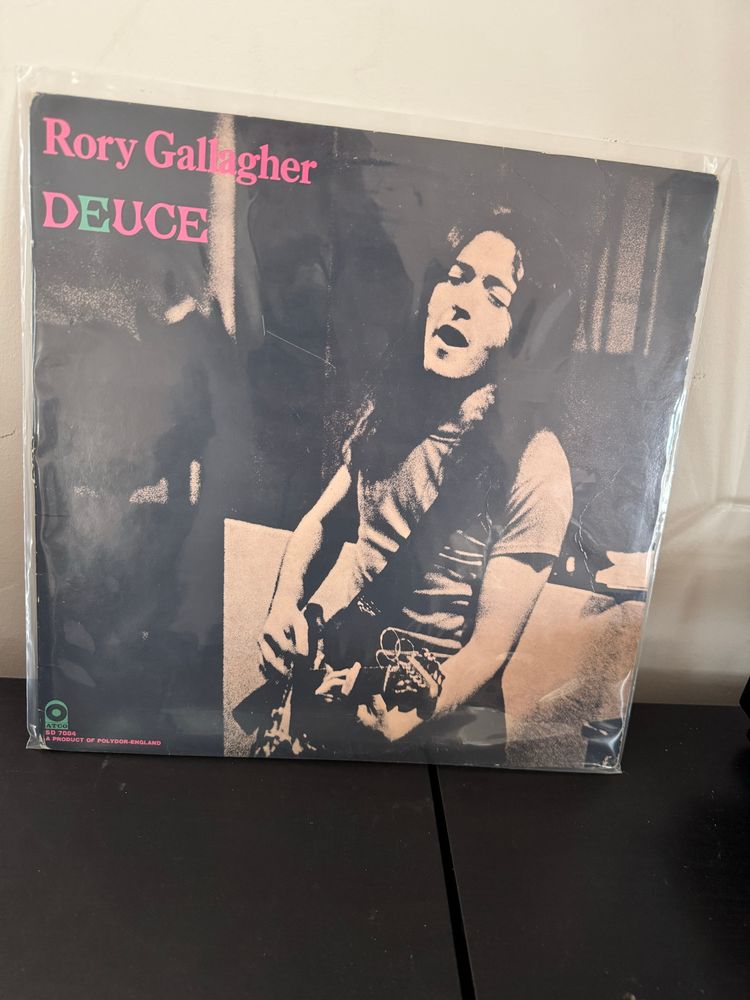 Rory Gallagher
DEUCE
ATCO
SD 7004
A PRODUCT OF POLYDOR-ENGLAND